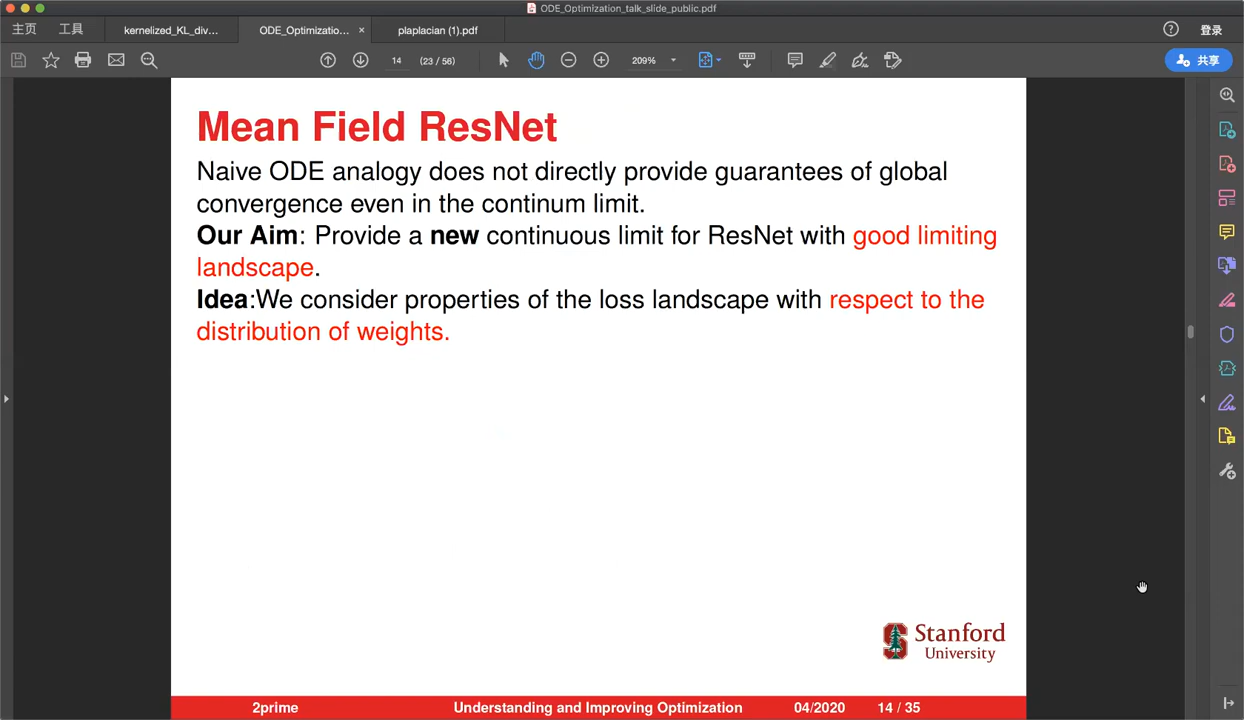 ODE_Optimization_talk_slide_public.pdf
主页 工具 kernelized_KL_div... ODE_Optimizatio... × plaplacian (1).pdf 登录
14 (23 / 56) 209% 共享
Mean Field ResNet
Naive ODE analogy does not directly provide guarantees of global
convergence even in the continum limit.
Our Aim: Provide a new continuous limit for ResNet with good limiting
landscape.
Idea:We consider properties of the loss landscape with respect to the
distribution of weights.
Stanford
University
2prime Understanding and Improving Optimization 04/2020 14 / 35